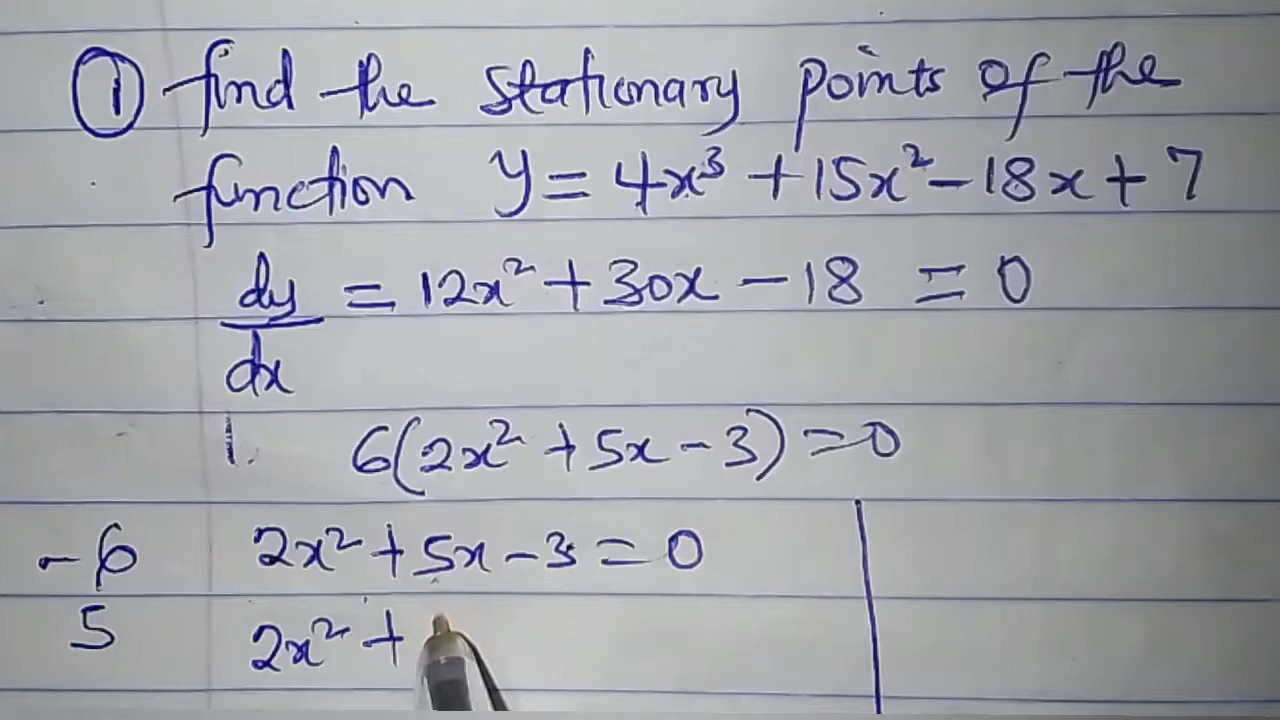 ① find the stationary points of the
function y = 4x³ + 15x² - 18x + 7
dy/dx = 12x² + 30x - 18 = 0
6(2x² + 5x - 3) = 0
-6 2x² + 5x - 3 = 0
5 2x² +